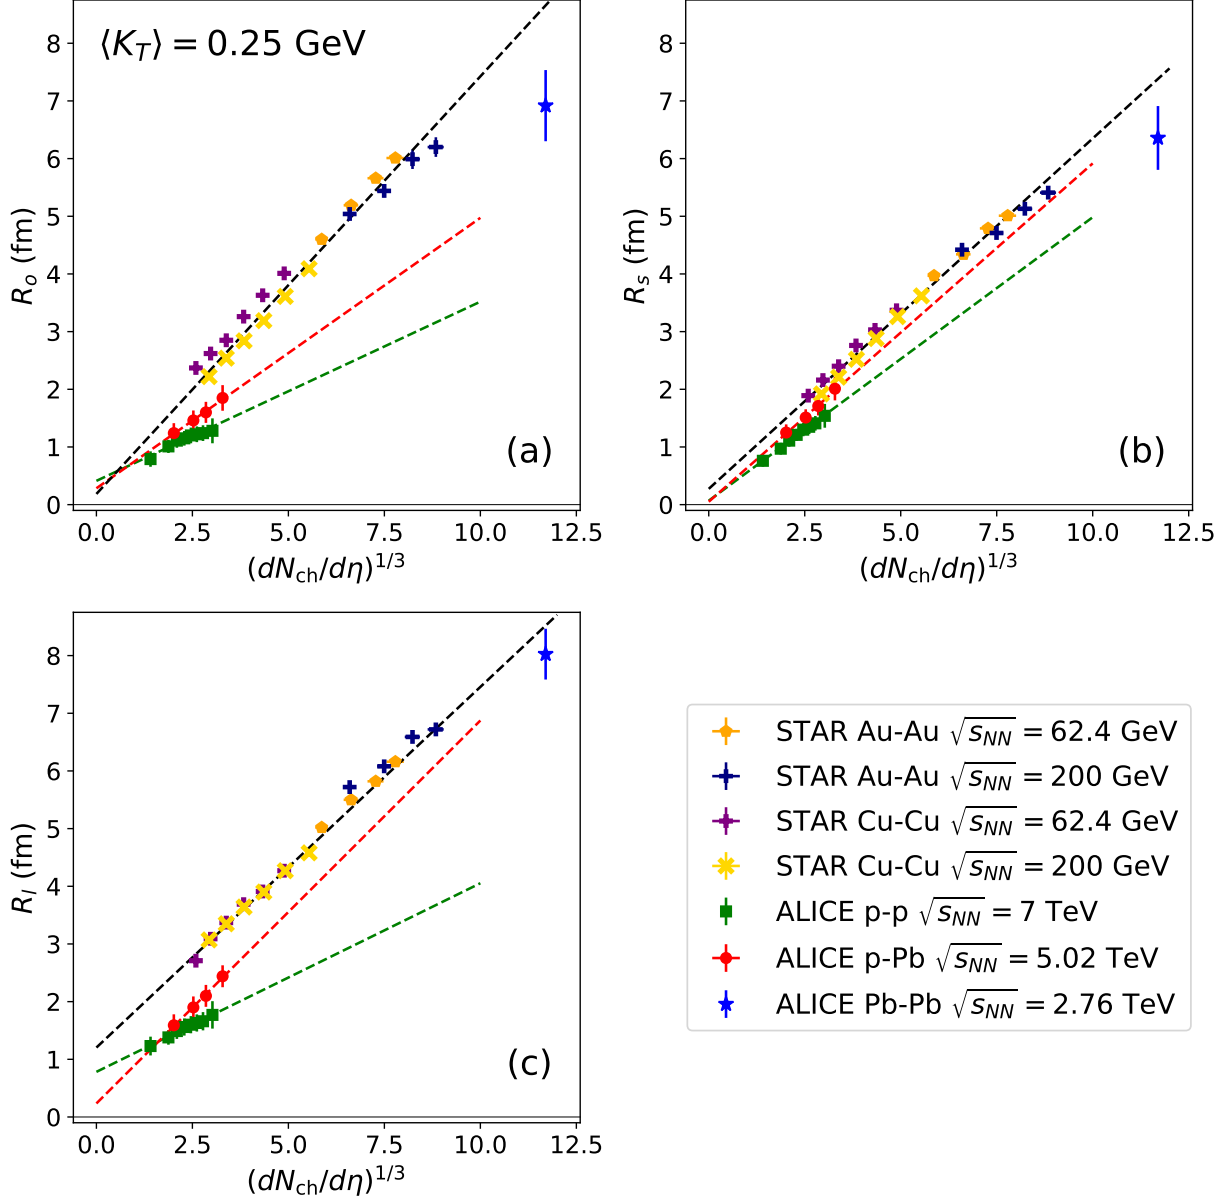 ⟨K_T⟩ = 0.25 GeV
8
7
6
5
4
3
2
1
0
R_o (fm)
(a)
0.0 2.5 5.0 7.5 10.0 12.5
(dN_ch/dη)^1/3
8
7
6
5
4
3
2
1
0
R_s (fm)
(b)
0.0 2.5 5.0 7.5 10.0 12.5
(dN_ch/dη)^1/3
8
7
6
5
4
3
2
1
0
R_l (fm)
(c)
0.0 2.5 5.0 7.5 10.0 12.5
(dN_ch/dη)^1/3
STAR Au-Au √s_NN = 62.4 GeV
STAR Au-Au √s_NN = 200 GeV
STAR Cu-Cu √s_NN = 62.4 GeV
STAR Cu-Cu √s_NN = 200 GeV
ALICE p-p √s_NN = 7 TeV
ALICE p-Pb √s_NN = 5.02 TeV
ALICE Pb-Pb √s_NN = 2.76 TeV